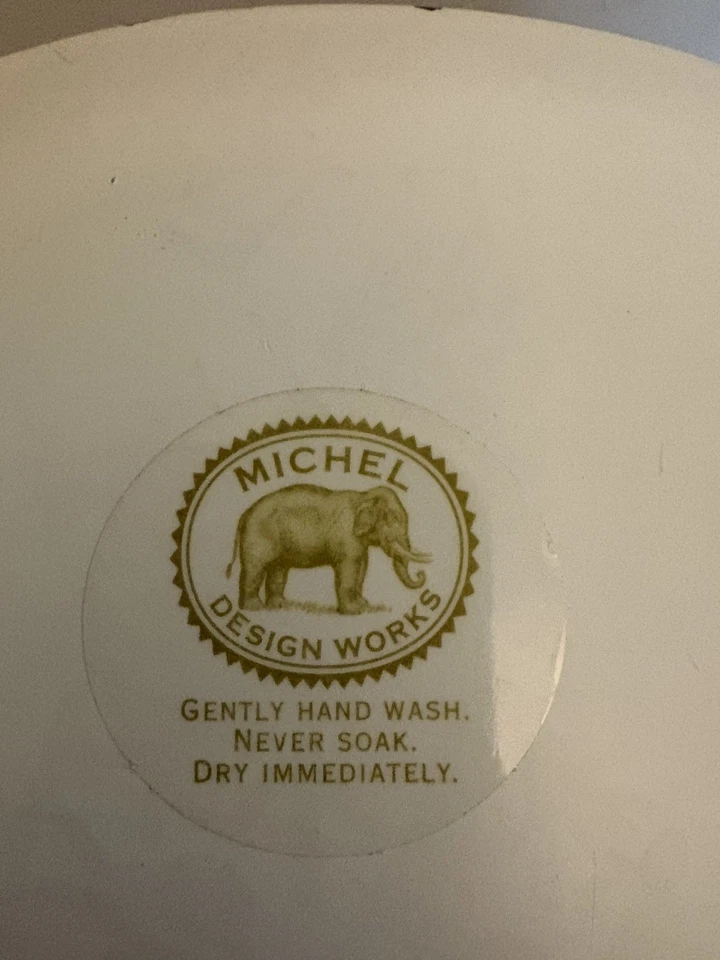 MICHEL
DESIGN WORKS
GENTLY HAND WASH.
NEVER SOAK.
DRY IMMEDIATELY.